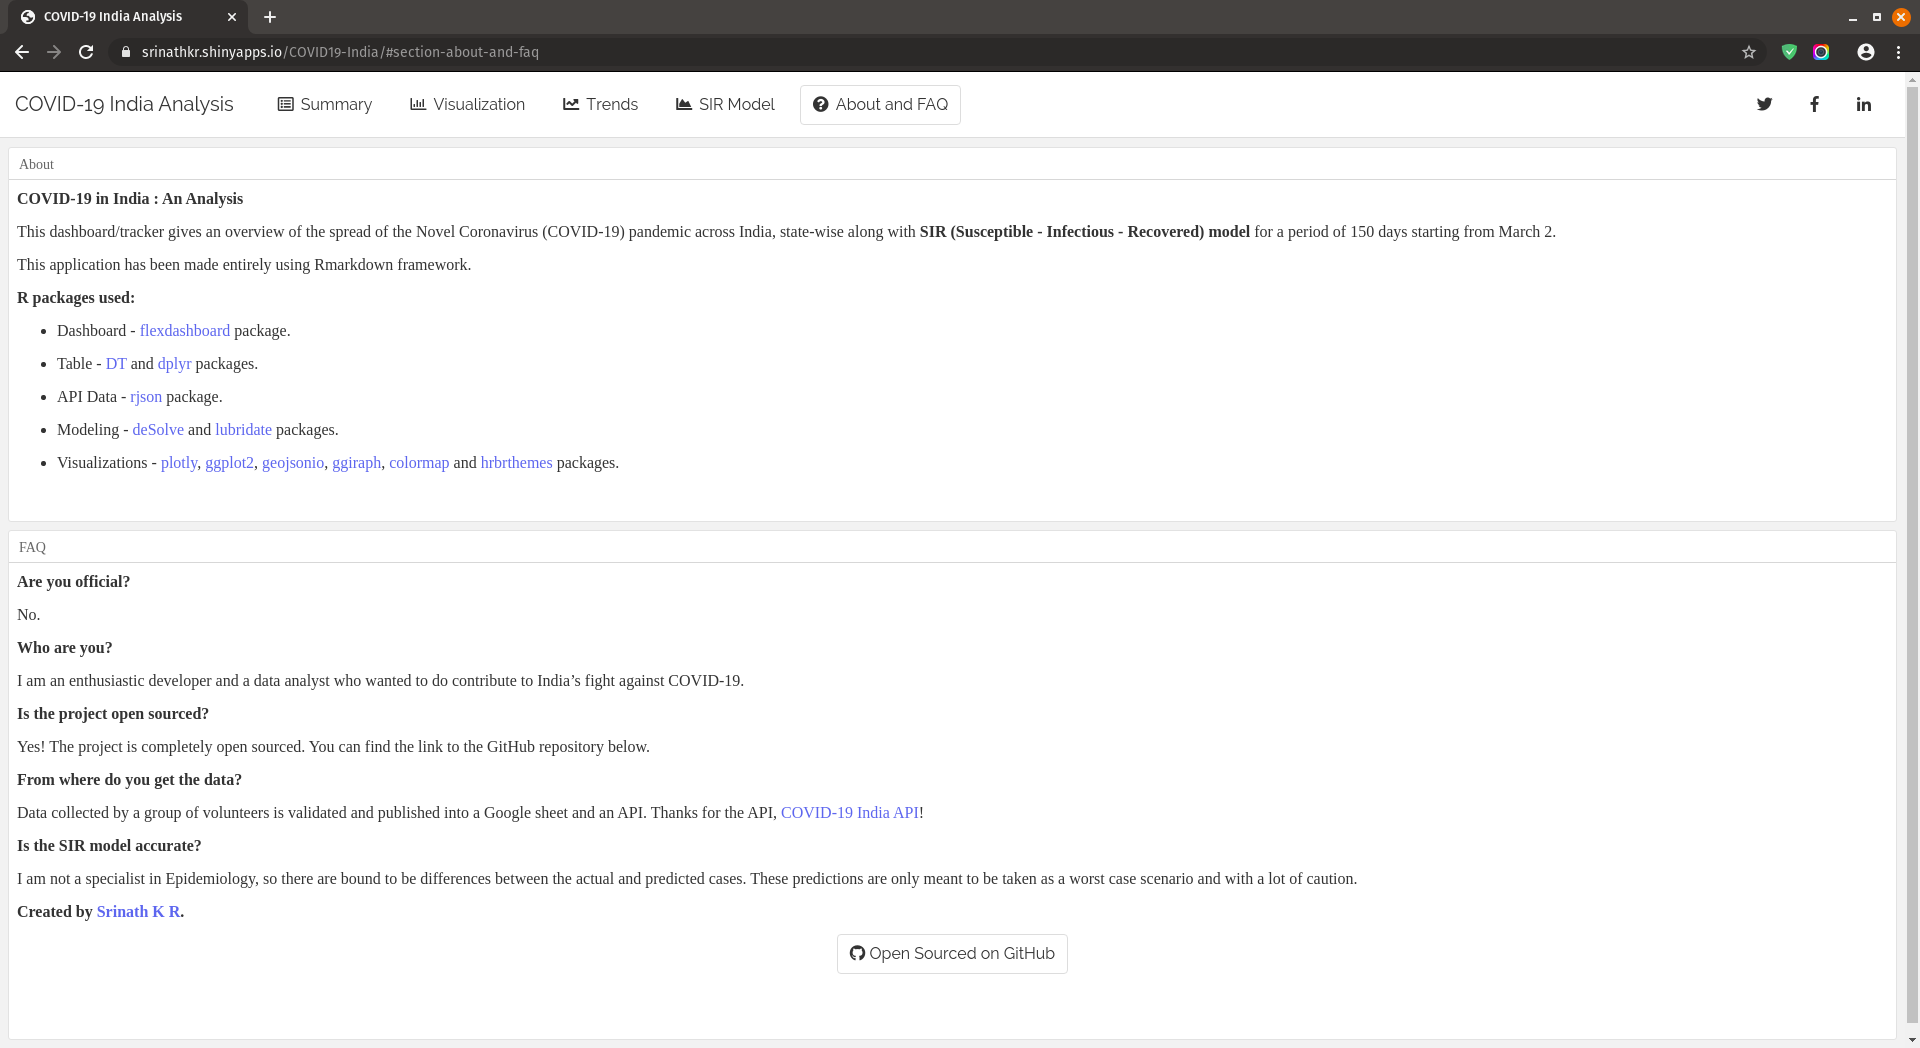 COVID-19 India Analysis
srinathkr.shinyapps.io/COVID19-India/#section-about-and-faq
COVID-19 India Analysis Summary Visualization Trends SIR Model About and FAQ
About
COVID-19 in India : An Analysis
This dashboard/tracker gives an overview of the spread of the Novel Coronavirus (COVID-19) pandemic across India, state-wise along with SIR (Susceptible - Infectious - Recovered) model for a period of 150 days starting from March 2.
This application has been made entirely using Rmarkdown framework.
R packages used:
• Dashboard - flexdashboard package.
• Table - DT and dplyr packages.
• API Data - rjson package.
• Modeling - deSolve and lubridate packages.
• Visualizations - plotly, ggplot2, geojsonio, ggiraph, colormap and hrbrthemes packages.
FAQ
Are you official?
No.
Who are you?
I am an enthusiastic developer and a data analyst who wanted to do contribute to India’s fight against COVID-19.
Is the project open sourced?
Yes! The project is completely open sourced. You can find the link to the GitHub repository below.
From where do you get the data?
Data collected by a group of volunteers is validated and published into a Google sheet and an API. Thanks for the API, COVID-19 India API!
Is the SIR model accurate?
I am not a specialist in Epidemiology, so there are bound to be differences between the actual and predicted cases. These predictions are only meant to be taken as a worst case scenario and with a lot of caution.
Created by Srinath K R.
Open Sourced on GitHub